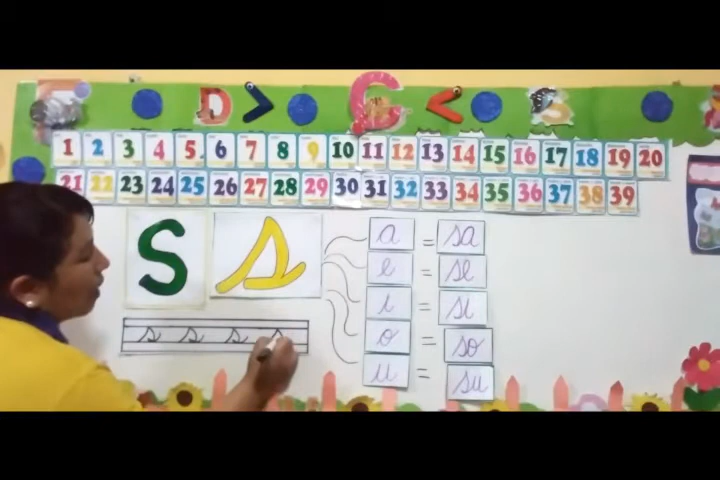 D > C <
1 2 3 4 5 6 7 8 9 10 11 12 13 14 15 16 17 18 19 20
21 22 23 24 25 26 27 28 29 30 31 32 33 34 35 36 37 38 39
S s
a = sa
e = se
i = si
o = so
u = su
s s s s